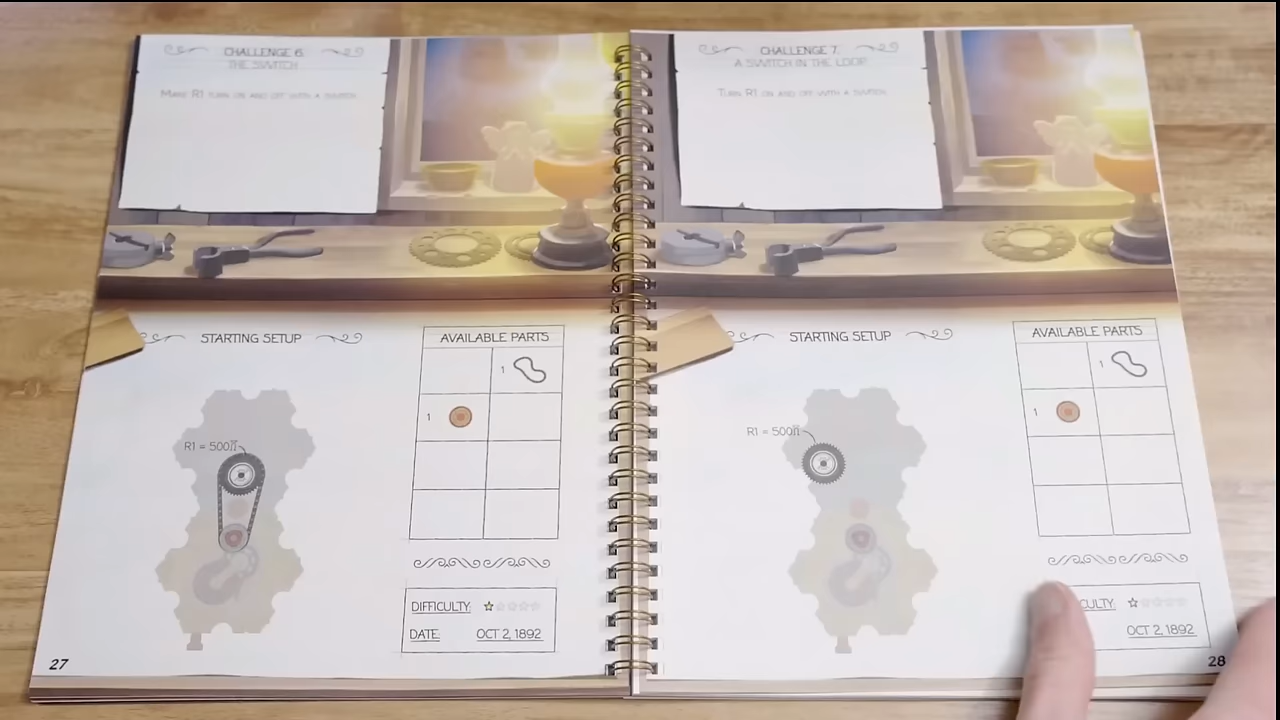 CHALLENGE 6:
THE SWITCH
MAKE R1 TURN ON AND OFF WITH A SWITCH.
STARTING SETUP
AVAILABLE PARTS
1
1
R1 = 500Ω
DIFFICULTY:
DATE: OCT 2, 1892
27
CHALLENGE 7:
A SWITCH IN THE LOOP
TURN R1 ON AND OFF WITH A SWITCH.
STARTING SETUP
AVAILABLE PARTS
1
1
R1 = 500Ω
CULTY:
OCT 2, 1892
28